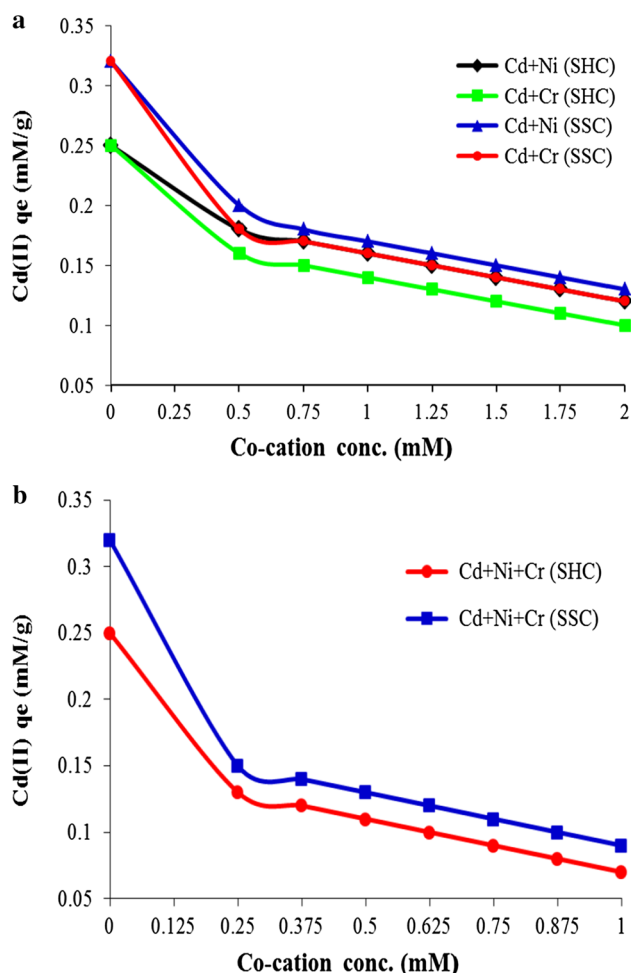 a
0.35
0.3
0.25
0.2
0.15
0.1
0.05
Cd(II) qe (mM/g)
Cd+Ni (SHC)
Cd+Cr (SHC)
Cd+Ni (SSC)
Cd+Cr (SSC)
0 0.25 0.5 0.75 1 1.25 1.5 1.75 2
Co-cation conc. (mM)
b
0.35
0.3
0.25
0.2
0.15
0.1
0.05
Cd(II) qe (mM/g)
Cd+Ni+Cr (SHC)
Cd+Ni+Cr (SSC)
0 0.125 0.25 0.375 0.5 0.625 0.75 0.875 1
Co-cation conc. (mM)